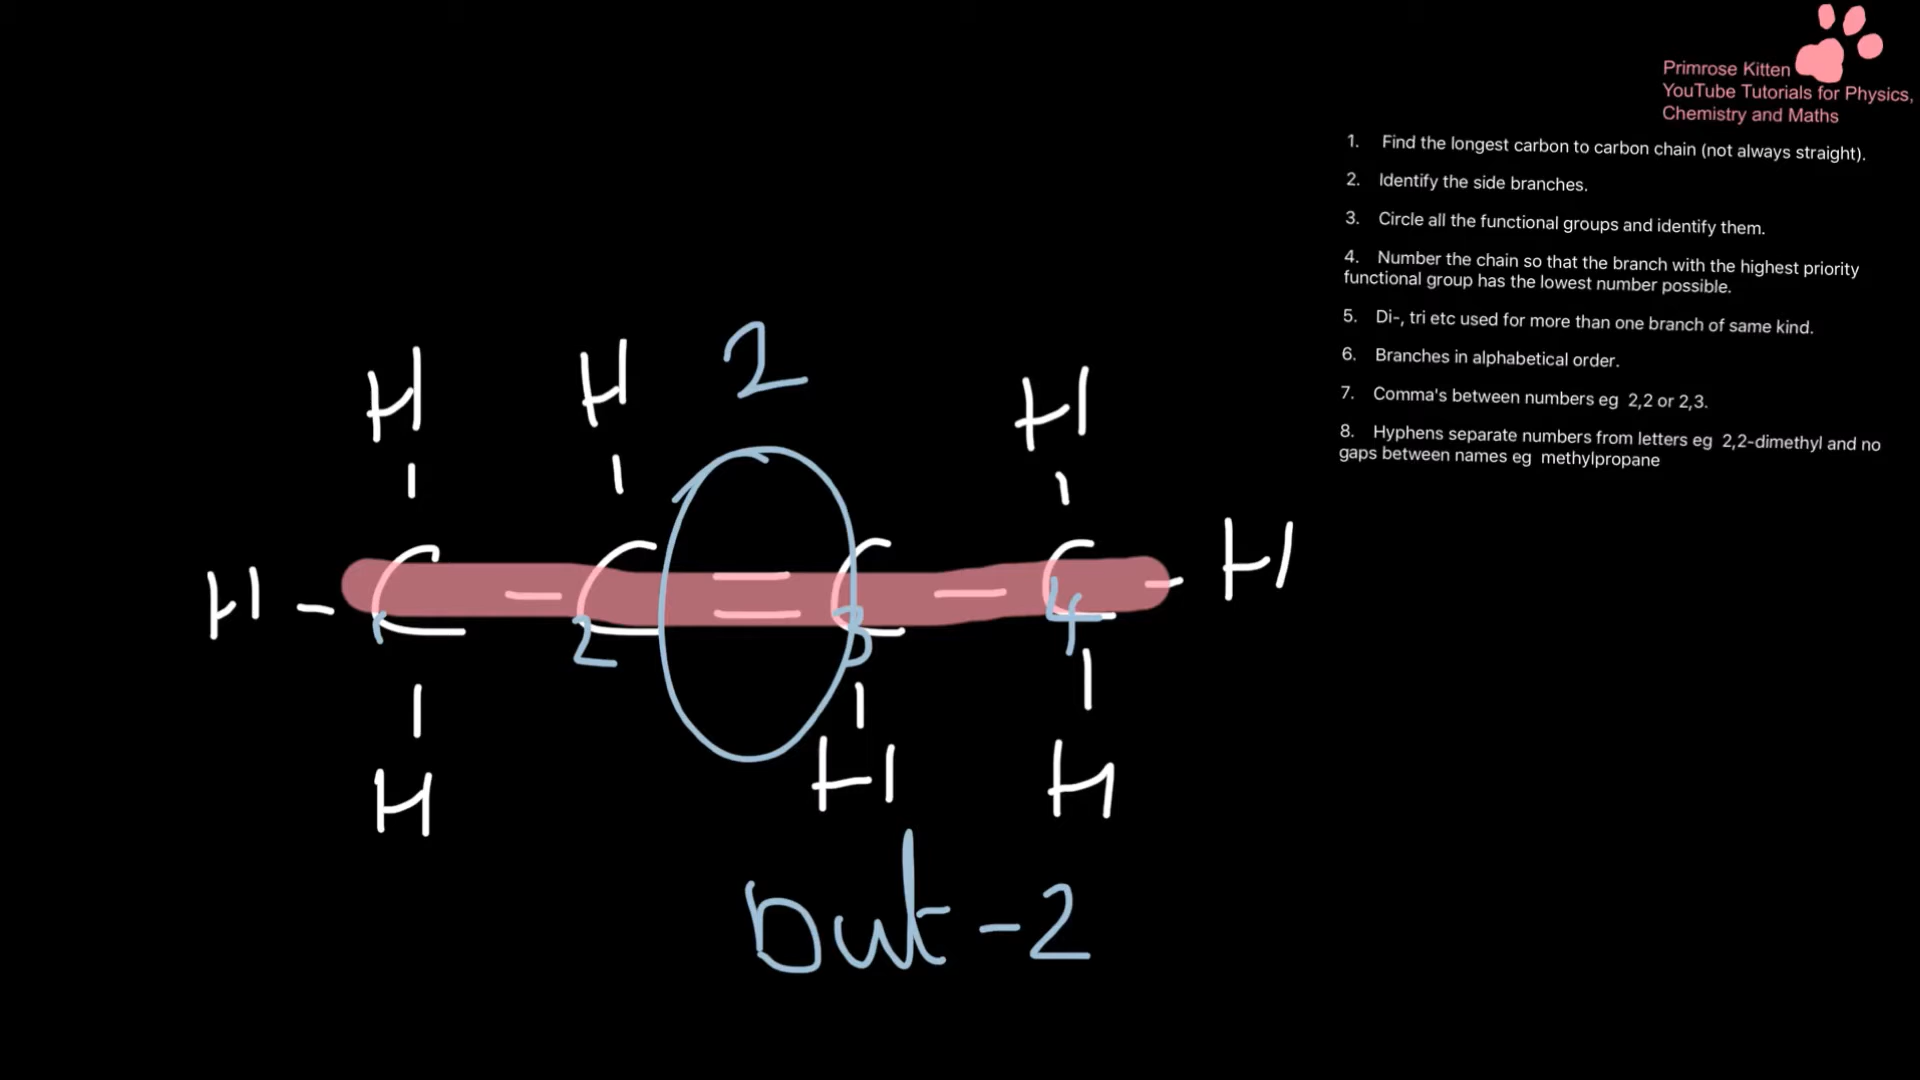 Primrose Kitten
YouTube Tutorials for Physics,
Chemistry and Maths
1. Find the longest carbon to carbon chain (not always straight).
2. Identify the side branches.
3. Circle all the functional groups and identify them.
4. Number the chain so that the branch with the highest priority
functional group has the lowest number possible.
5. Di-, tri etc used for more than one branch of same kind.
6. Branches in alphabetical order.
7. Comma's between numbers eg 2,2 or 2,3.
8. Hyphens separate numbers from letters eg 2,2-dimethyl and no
gaps between names eg methylpropane
H H 2 H
H - C - C = C - C - H
1 2 3 4
H H H
but-2